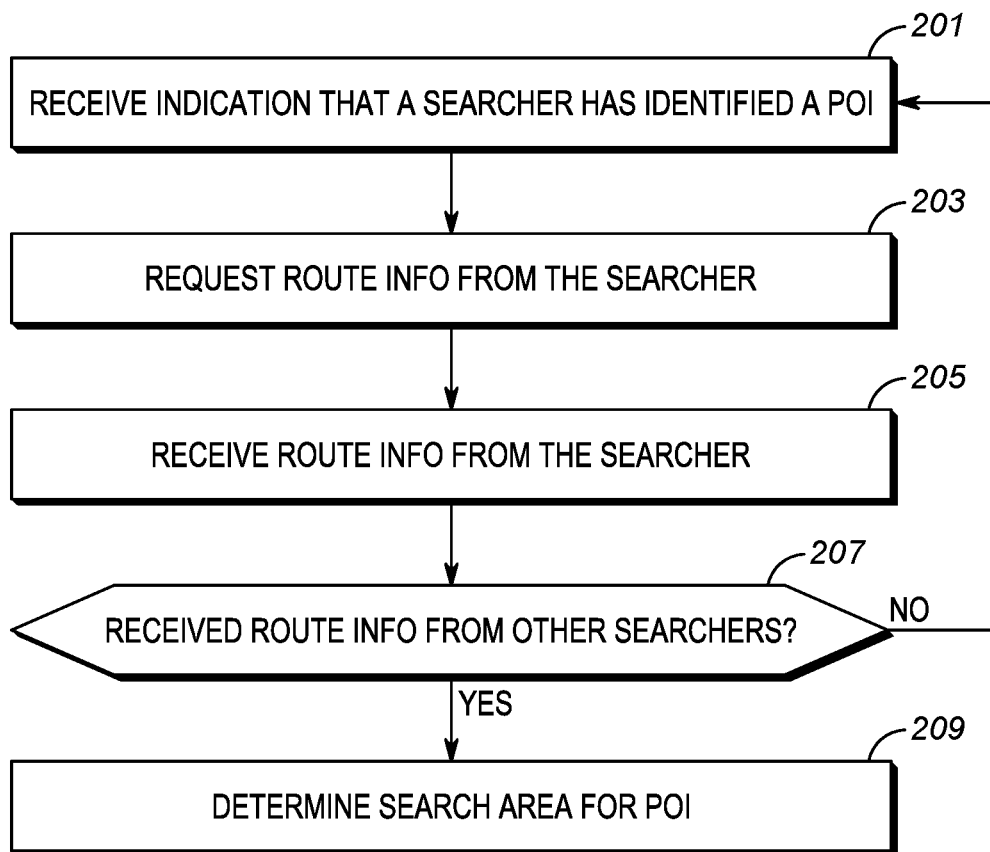 201
RECEIVE INDICATION THAT A SEARCHER HAS IDENTIFIED A POI
203
REQUEST ROUTE INFO FROM THE SEARCHER
205
RECEIVE ROUTE INFO FROM THE SEARCHER
207
RECEIVED ROUTE INFO FROM OTHER SEARCHERS?
NO
YES
209
DETERMINE SEARCH AREA FOR POI